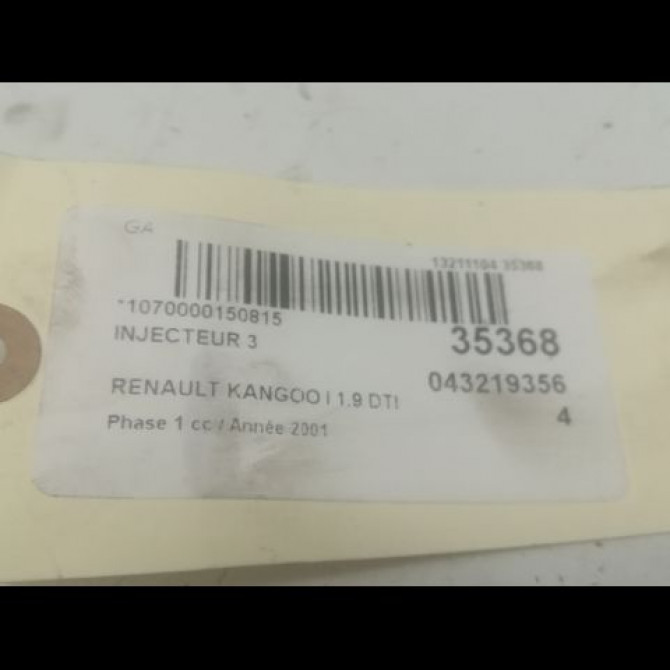 GA
13211104 35368
*1070000150815
INJECTEUR 3
35368
RENAULT KANGOO I 1.9 DTI
043219356
4
Phase 1 cc / Année 2001